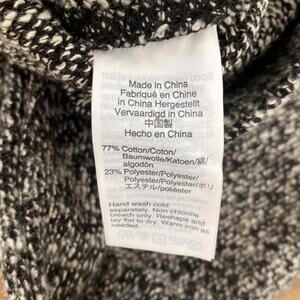 Made in China
Fabriqué en Chine
in China Hergestellt
Vervaardigd in China
中国製
Hecho en China
77% Cotton/Coton/
Baumwolle/Katoen/綿/
algodón
23% Polyester/Polyester/
Polyester/Polyester/ポリ
エステル/poliéster
Hand wash cold
separately. Non chlorine
bleach only. Reshape and
lay flat to dry. Warm iron as
needed.